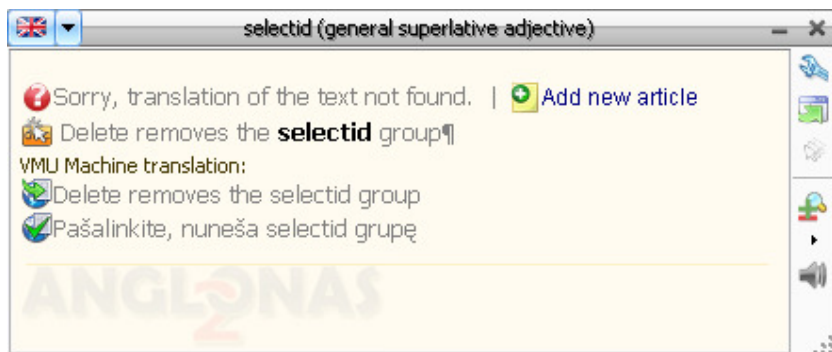 selectid (general superlative adjective)
Sorry, translation of the text not found. | Add new article
Delete removes the selectid group¶
VMU Machine translation:
Delete removes the selectid group
Pašalinkite, nuneša selectid grupę
ANGLONAS
2